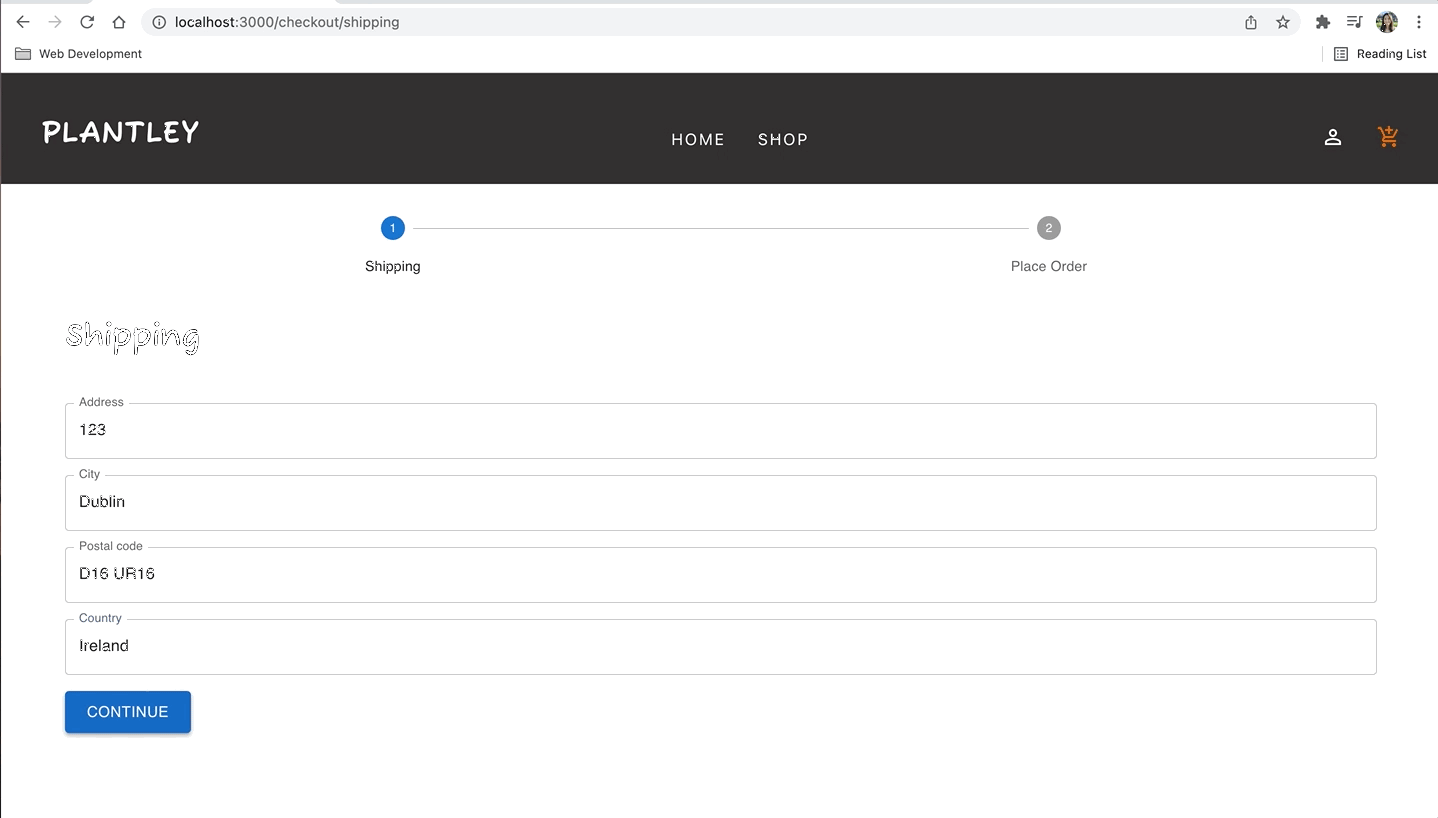 localhost:3000/checkout/shipping
Web Development
Reading List
PLANTLEY
HOME SHOP
1
2
Shipping
Place Order
Shipping
Address
123
City
Dublin
Postal code
D16 UR16
Country
Ireland
CONTINUE